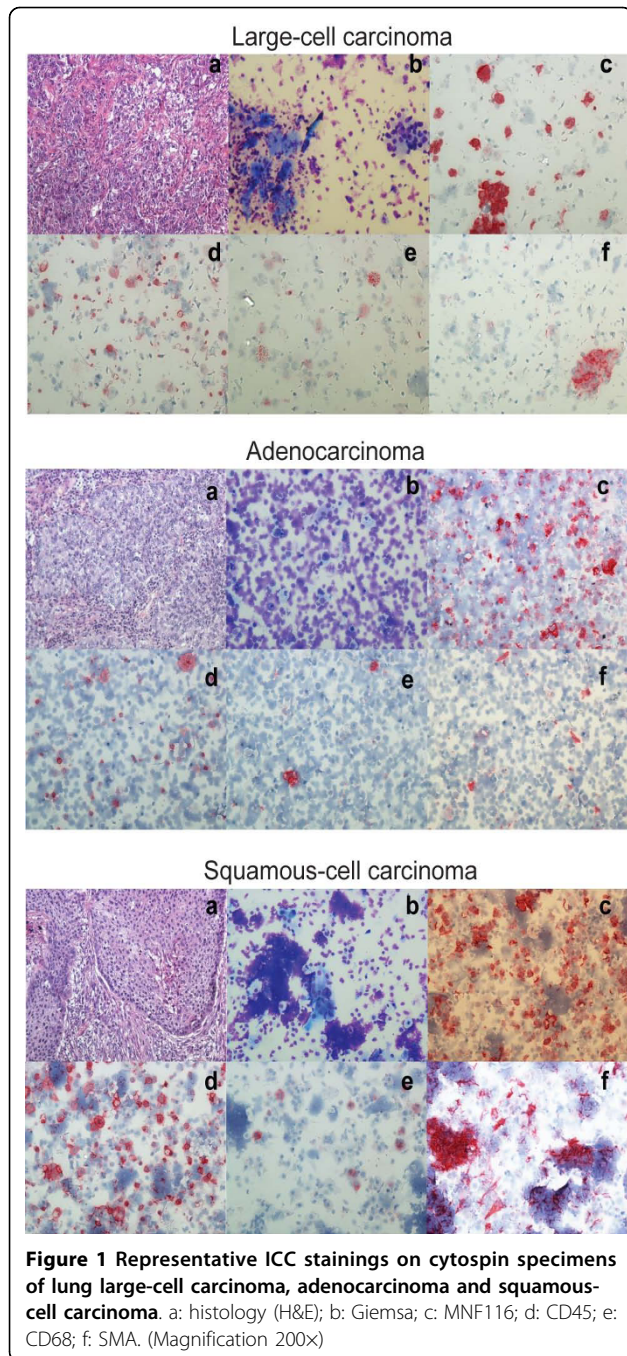 Large-cell carcinoma
a b c
d e f
Adenocarcinoma
a b c
d e f
Squamous-cell carcinoma
a b c
d e f
Figure 1 Representative ICC stainings on cytospin specimens
of lung large-cell carcinoma, adenocarcinoma and squamous-
cell carcinoma. a: histology (H&E); b: Giemsa; c: MNF116; d: CD45; e:
CD68; f: SMA. (Magnification 200×)